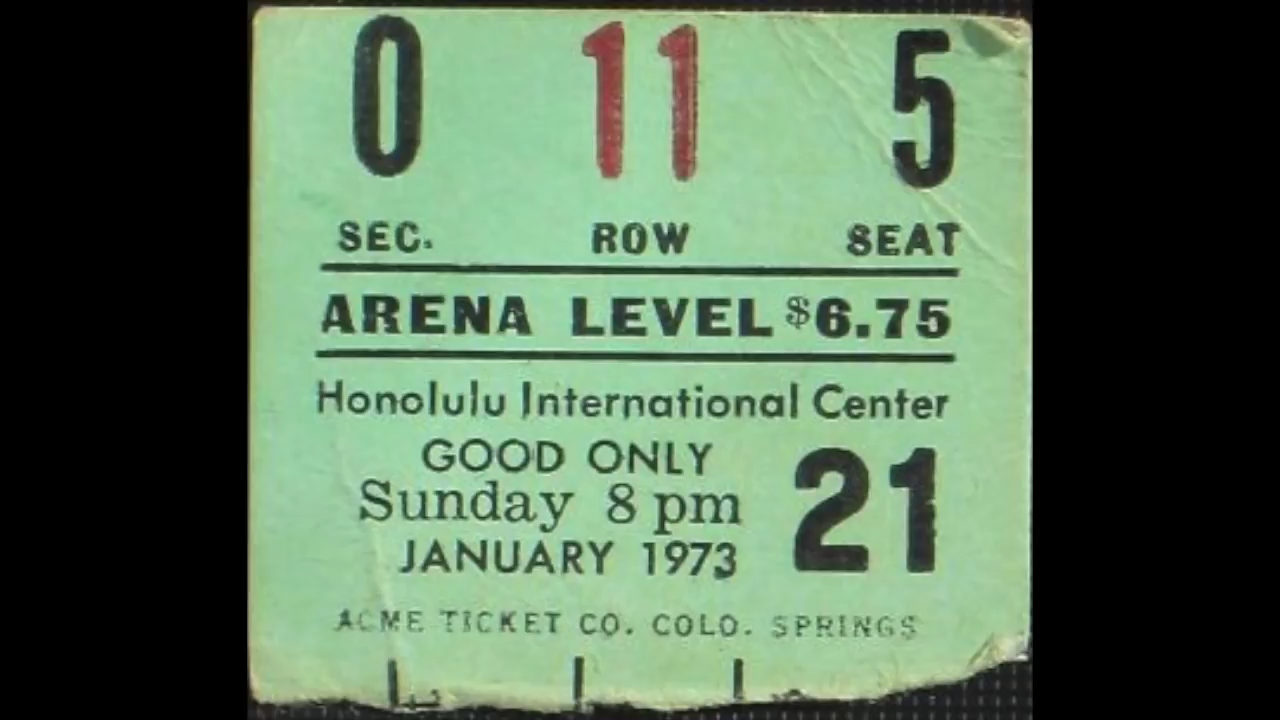 0 11 5
SEC. ROW SEAT
ARENA LEVEL $6.75
Honolulu International Center
GOOD ONLY
Sunday 8 pm 21
JANUARY 1973
ACME TICKET CO. COLO. SPRINGS